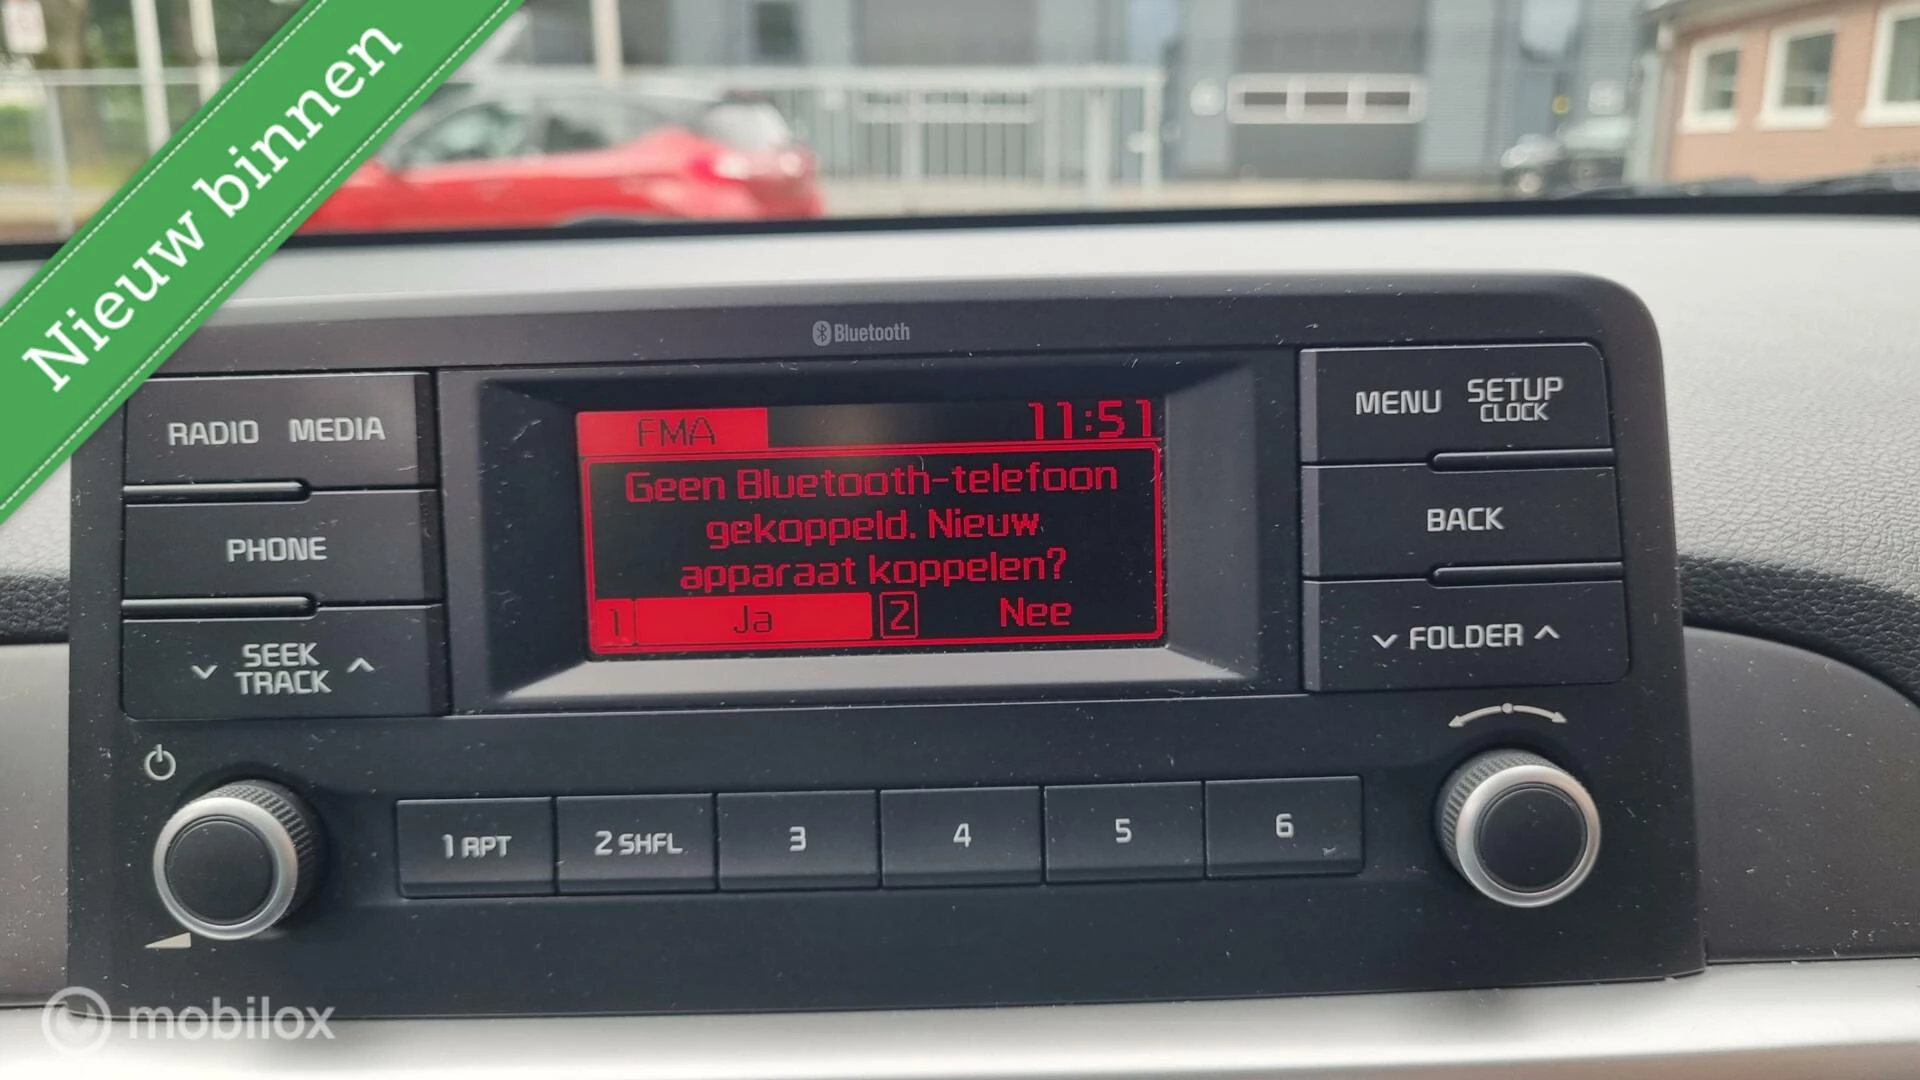 Nieuw binnen
Bluetooth
RADIO MEDIA
PHONE
SEEK
TRACK
FMA 11:51
Geen Bluetooth-telefoon
gekoppeld. Nieuw
apparaat koppelen?
1 Ja 2 Nee
MENU SETUP
CLOCK
BACK
FOLDER
1 RPT 2 SHFL 3 4 5 6
mobilox